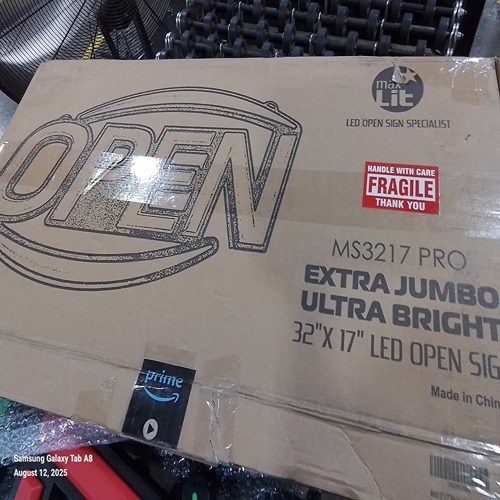 OPEN
max
Lit
LED OPEN SIGN SPECIALIST
HANDLE WITH CARE
FRAGILE
THANK YOU
MS3217 PRO
EXTRA JUMBO
ULTRA BRIGHT
32"X 17" LED OPEN SIG
Made in Chin
prime
Samsung Galaxy Tab A8
August 12, 2025